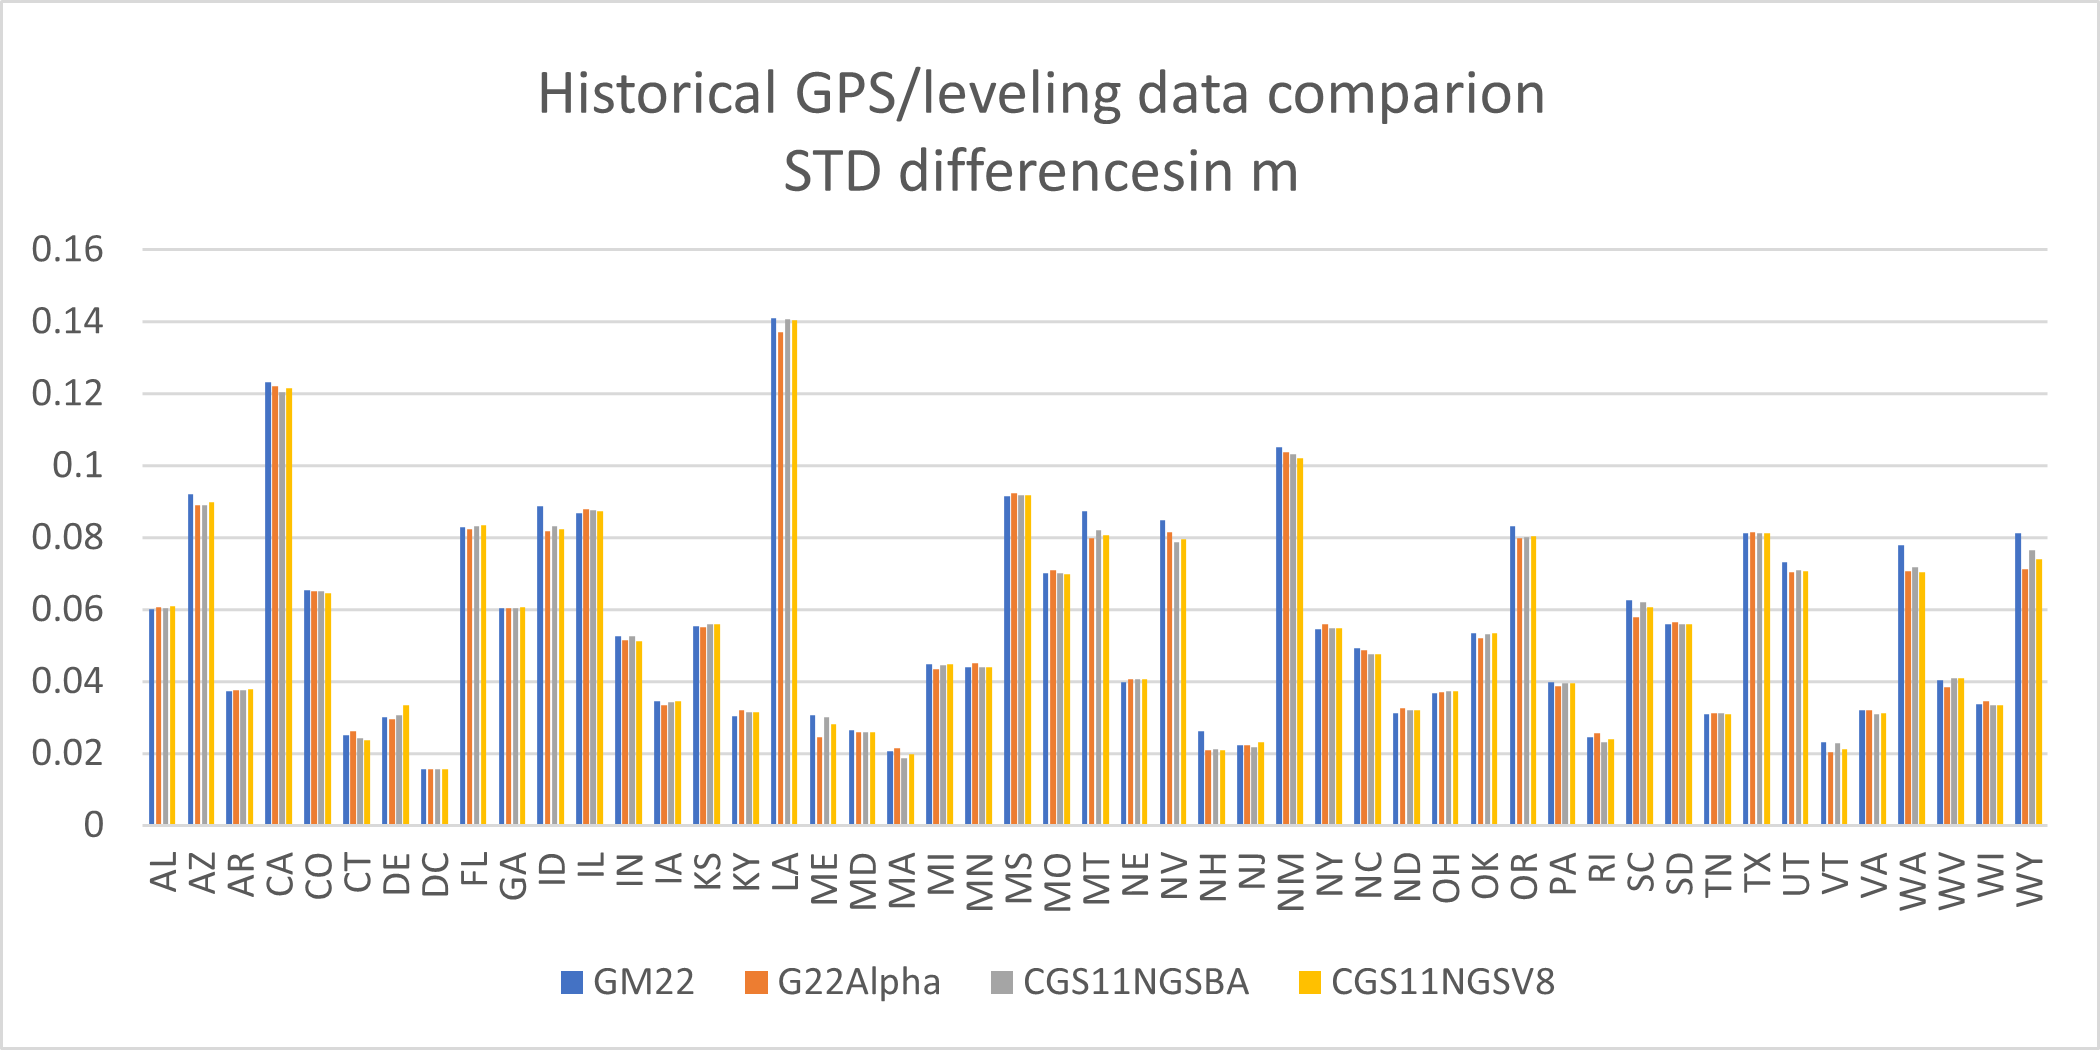 Historical GPS/leveling data comparion
STD differencesin m
0.16
0.14
0.12
0.1
0.08
0.06
0.04
0.02
0
AL AZ AR CA CO CT DE DC FL GA ID IL IN IA KS KY LA ME MD MA MI MN MS MO MT NE NV NH NJ NM NY NC ND OH OK OR PA RI SC SD TN TX UT VT VA WA WV WI WY
GM22 G22Alpha CGS11NGSBA CGS11NGSV8